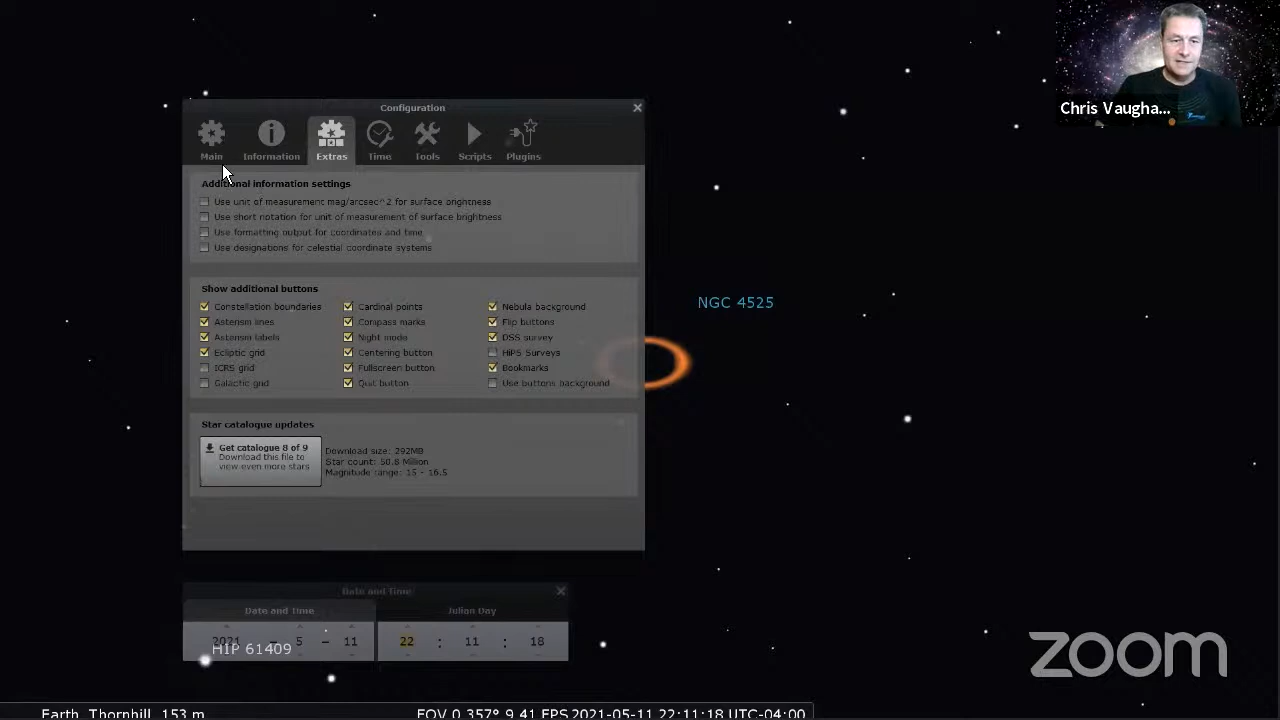 Chris Vaugha...
Configuration
Main
Information
Extras
Time
Tools
Scripts
Plugins
Additional information settings
Use unit of measurement mag/arcsec^2 for surface brightness
Use short notation for unit of measurement of surface brightness
Use formatting output for coordinates and time
Use designations for celestial coordinate systems
Show additional buttons
Constellation boundaries
Cardinal points
Nebula background
Asterism lines
Compass marks
Flip buttons
Asterism labels
Night mode
DSS survey
Ecliptic grid
Centering button
HiPS Surveys
ICRS grid
Fullscreen button
Bookmarks
Galactic grid
Quit button
Use buttons background
NGC 4525
Star catalogue updates
Get catalogue 8 of 9
Download this file to
view even more stars
Download size: 292MB
Star count: 50.8 Million
Magnitude range: 15 - 16.5
Date and Time
Date and Time
Julian Day
2021 - 5 - 11
22 : 11 : 18
HIP 61409
zoom
Earth, Thornhill, 153 m
FOV 0.357° 9.41 FPS 2021-05-11 22:11:18 UTC-04:00